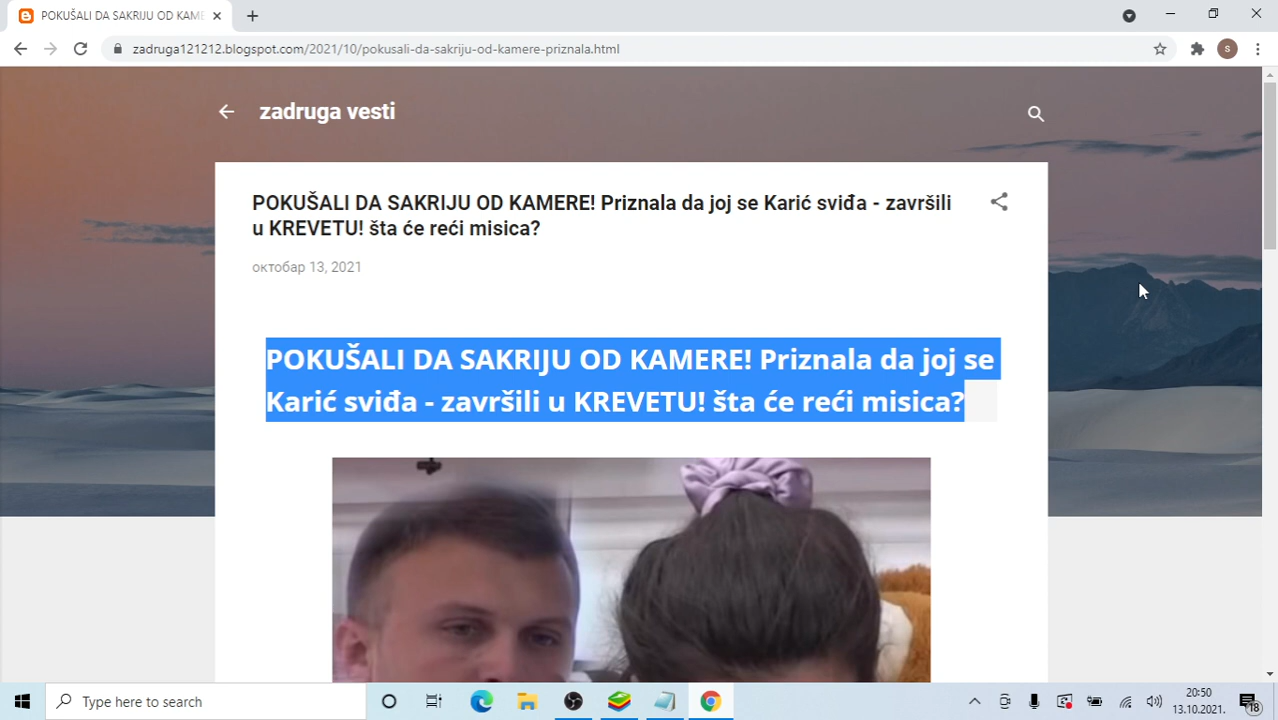 POKUŠALI DA SAKRIJU OD KAME
zadruga121212.blogspot.com/2021/10/pokusali-da-sakriju-od-kamere-priznala.html
S
zadruga vesti
POKUŠALI DA SAKRIJU OD KAMERE! Priznala da joj se Karić sviđa - završili
u KREVETU! šta će reći misica?
октобар 13, 2021
POKUŠALI DA SAKRIJU OD KAMERE! Priznala da joj se
Karić sviđa - završili u KREVETU! šta će reći misica?
Type here to search
20:50
13.10.2021.
18